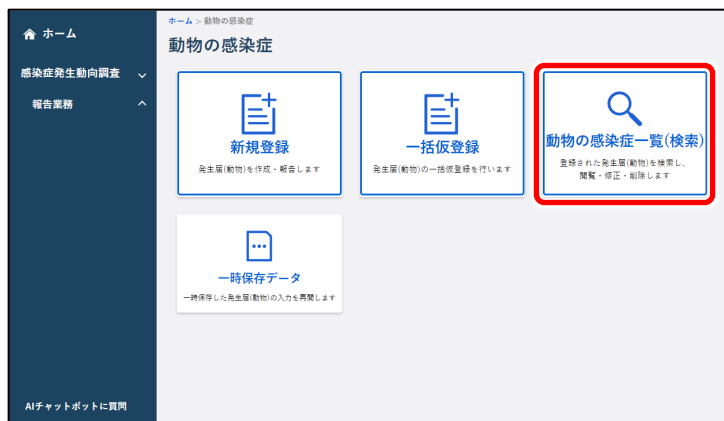 ホーム
感染症発生動向調査
報告業務
AIチャットボットに質問
ホーム > 動物の感染症
動物の感染症
新規登録
発生届(動物)を作成・報告します
一括仮登録
発生届(動物)の一括仮登録を行います
動物の感染症一覧(検索)
登録された発生届(動物)を検索し、
閲覧・修正・削除します
一時保存データ
一時保存した発生届(動物)の入力を再開します